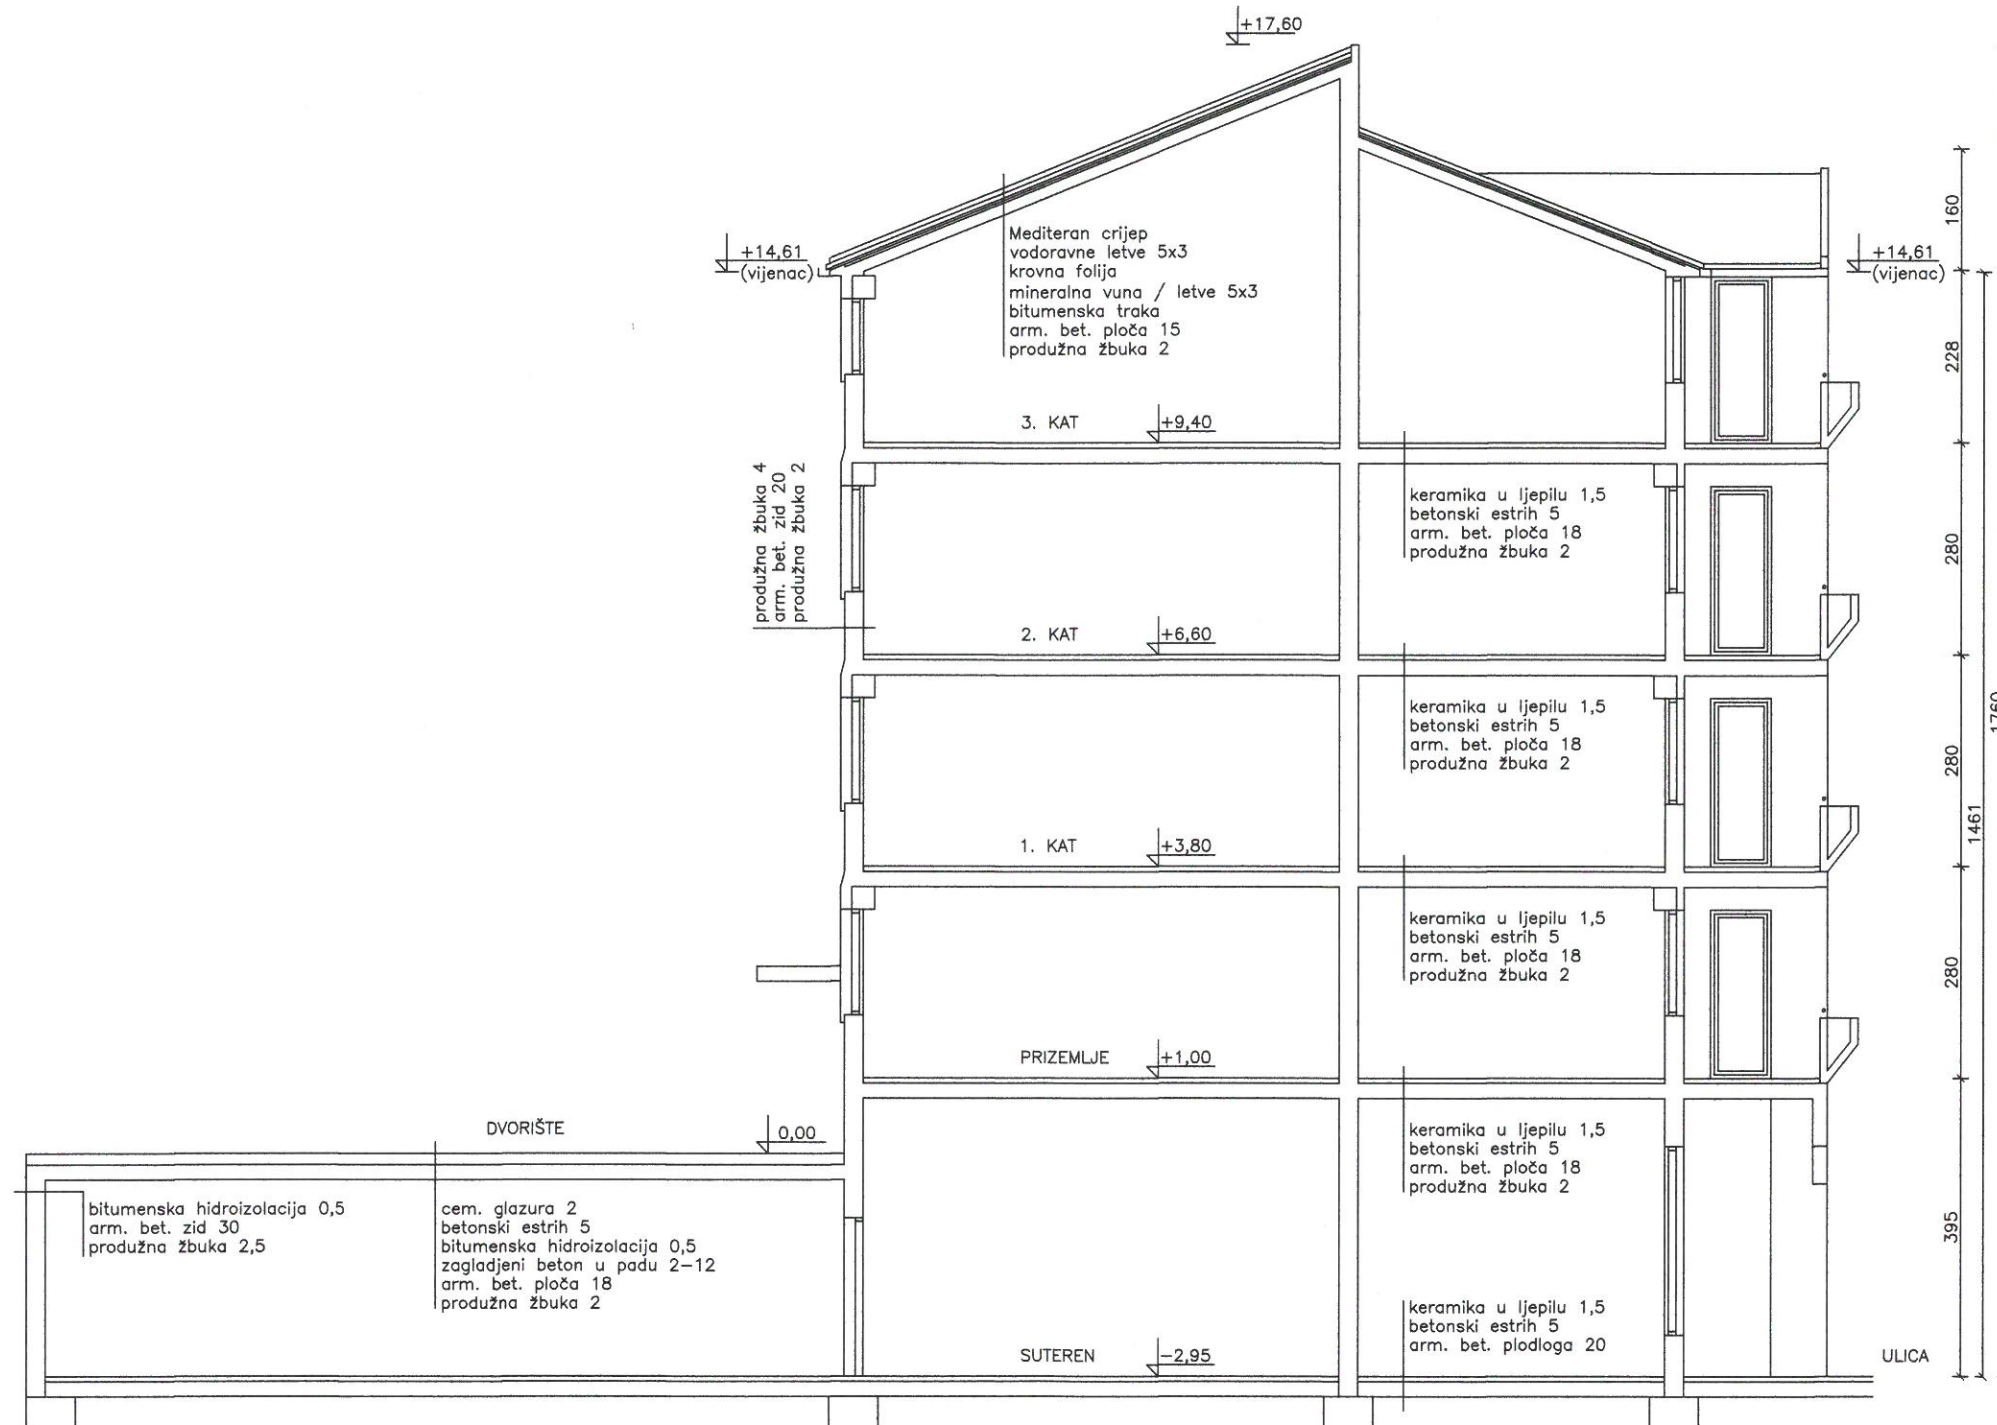 +17,60
+14,61
(vijenac)
Mediteran crijep
vodoravne letve 5x3
krovna folija
mineralna vuna / letve 5x3
bitumenska traka
arm. bet. ploča 15
produžna žbuka 2
+14,61
(vijenac)
160
228
3. KAT
+9,40
produžna žbuka 4
arm. bet. zid 20
produžna žbuka 2
keramika u ljepilu 1,5
betonski estrih 5
arm. bet. ploča 18
produžna žbuka 2
280
2. KAT
+6,60
keramika u ljepilu 1,5
betonski estrih 5
arm. bet. ploča 18
produžna žbuka 2
280
1760
1461
1. KAT
+3,80
keramika u ljepilu 1,5
betonski estrih 5
arm. bet. ploča 18
produžna žbuka 2
280
PRIZEMLJE
+1,00
DVORIŠTE
0,00
keramika u ljepilu 1,5
betonski estrih 5
arm. bet. ploča 18
produžna žbuka 2
bitumenska hidroizolacija 0,5
arm. bet. zid 30
produžna žbuka 2,5
cem. glazura 2
betonski estrih 5
bitumenska hidroizolacija 0,5
zagladjeni beton u padu 2-12
arm. bet. ploča 18
produžna žbuka 2
395
keramika u ljepilu 1,5
betonski estrih 5
arm. bet. plodloga 20
SUTEREN
-2,95
ULICA